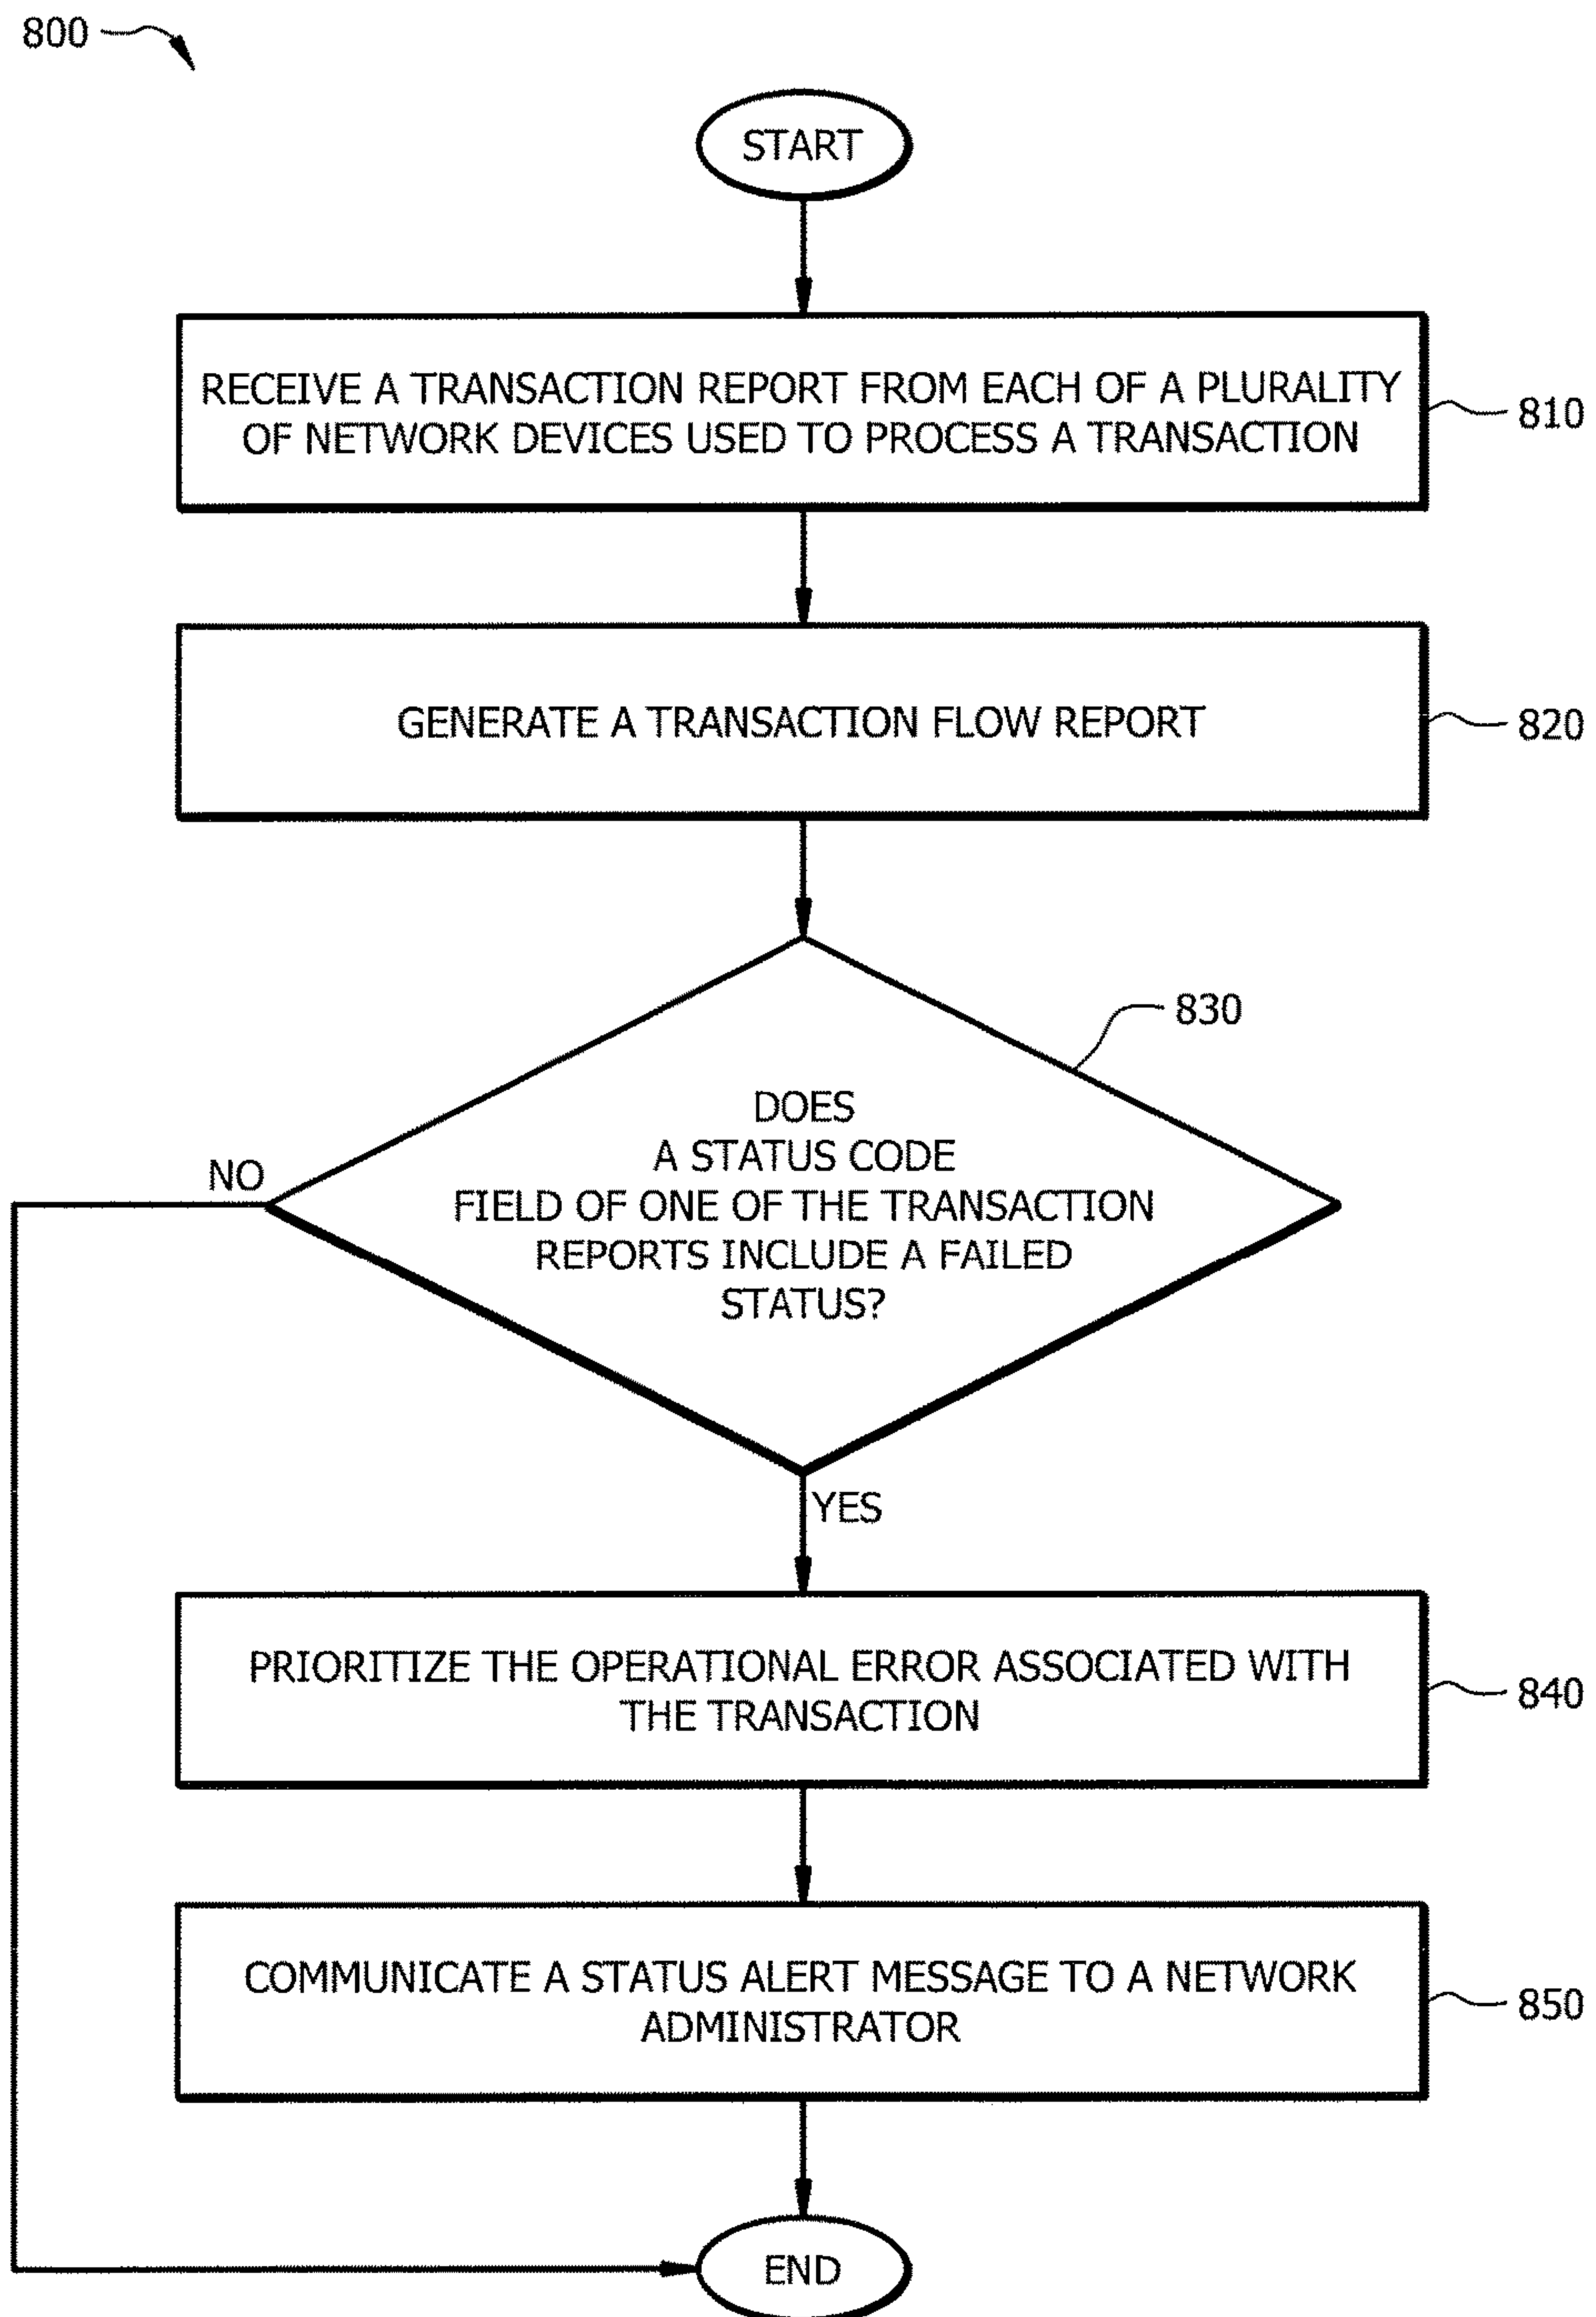 800
START
RECEIVE A TRANSACTION REPORT FROM EACH OF A PLURALITY
OF NETWORK DEVICES USED TO PROCESS A TRANSACTION
810
GENERATE A TRANSACTION FLOW REPORT
820
830
DOES
A STATUS CODE
FIELD OF ONE OF THE TRANSACTION
REPORTS INCLUDE A FAILED
STATUS?
NO
YES
PRIORITIZE THE OPERATIONAL ERROR ASSOCIATED WITH
THE TRANSACTION
840
COMMUNICATE A STATUS ALERT MESSAGE TO A NETWORK
ADMINISTRATOR
850
END